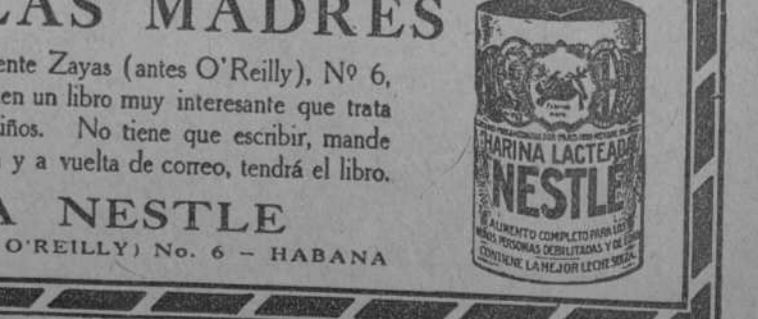 LAS MADRES
ente Zayas (antes O'Reilly), Nº 6,
en un libro muy interesante que trata
iños. No tiene que escribir, mande
y a vuelta de correo, tendrá el libro.
A NESTLE
O'REILLY) No. 6 – HABANA
HARINA LACTEADA
NESTLE
ALIMENTO COMPLETO PARA LOS
NIÑOS PERSONAS DEBILITADAS Y DE
CONTIENE LA MEJOR LECHE SUIZA